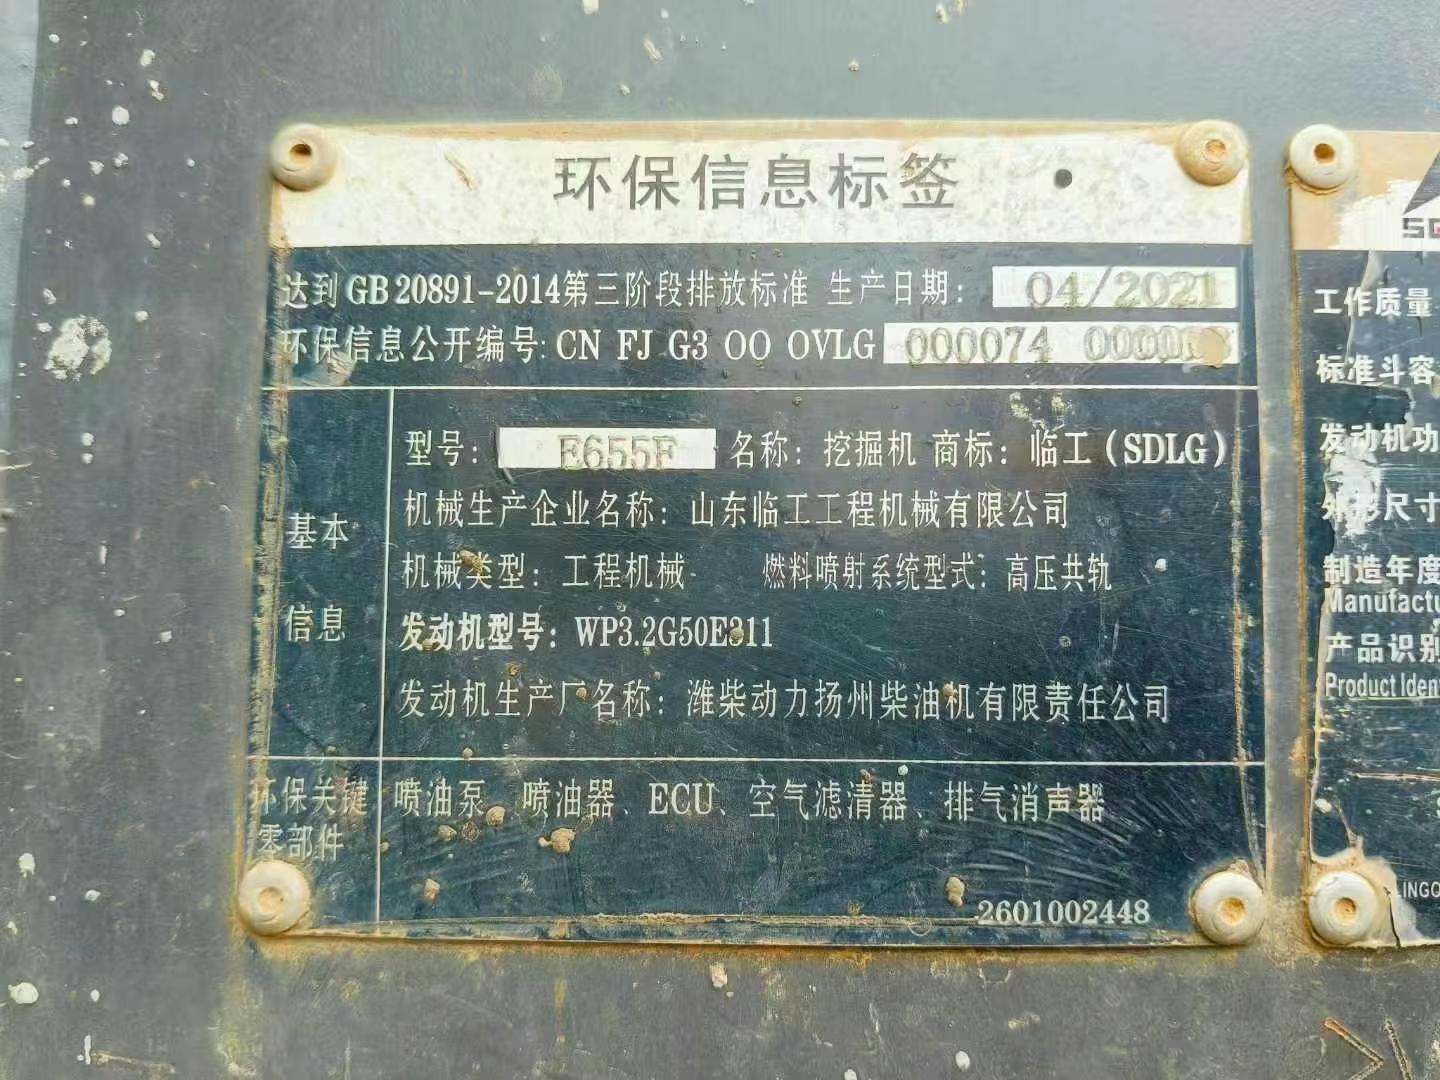 环保信息标签
达到GB 20891-2014第三阶段排放标准 生产日期: 04/2021
环保信息公开编号: CN FJ G3 OO OVLG 000074
型号: E655F 名称: 挖掘机 商标: 临工(SDLG)
机械生产企业名称: 山东临工工程机械有限公司
基本
信息
机械类型: 工程机械 燃料喷射系统型式: 高压共轨
发动机型号: WP3.2G50E311
发动机生产厂名称: 潍柴动力扬州柴油机有限责任公司
环保关键
零部件
喷油泵、喷油器、ECU、空气滤清器、排气消声器
2601002448
工作质量
标准斗容
发动机功
外形尺寸
制造年度
Manufactu
产品识别
Product Iden
LINGO